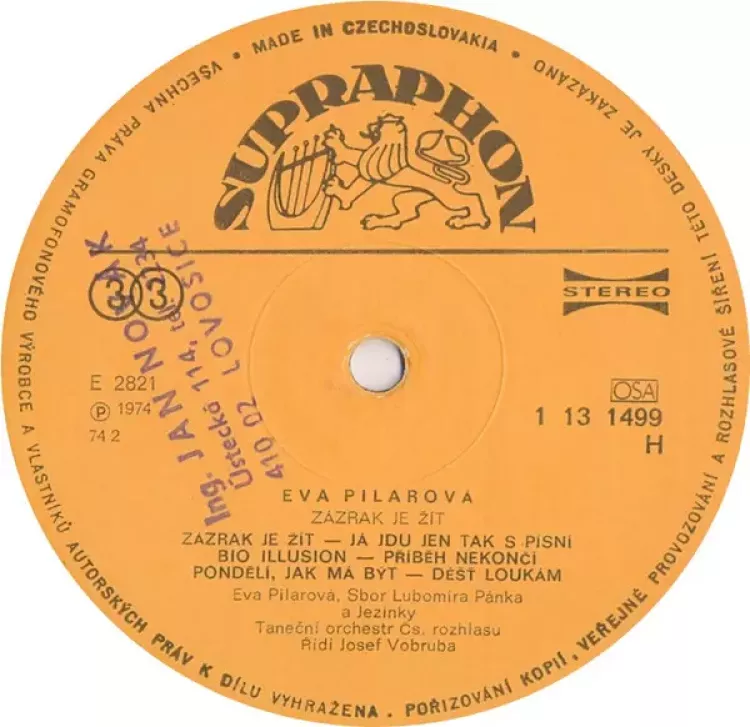 VŠECHNA PRÁVA GRAMOFONOVÉHO VÝROBCE A VLASTNÍKŮ AUTORSKÝCH PRÁV K DÍLU VYHRAŽENA. POŘIZOVÁNÍ KOPIÍ, VEŘEJNÉ PROVOZOVÁNÍ A ROZHLASOVÉ ŠÍŘENÍ TÉTO DESKY JE ZAKÁZÁNO
• MADE IN CZECHOSLOVAKIA •
SUPRAPHON
33
STEREO
Ing. JAN NOVAK
Ústecká 114, tel. 2234
410 02 LOVOSICE
E 2821
℗ 1974
74 2
OSA
1 13 1499
H
EVA PILAROVÁ
ZÁZRAK JE ŽÍT
ZÁZRAK JE ŽÍT — JÁ JDU JEN TAK S PÍSNÍ
BIO ILLUSION — PŘÍBĚH NEKONČÍ
PONDĚLÍ, JAK MÁ BÝT — DÉŠŤ LOUKÁM
Eva Pilarová, Sbor Lubomíra Pánka
a Jezinky
Taneční orchestr Čs. rozhlasu
Řídí Josef Vobruba